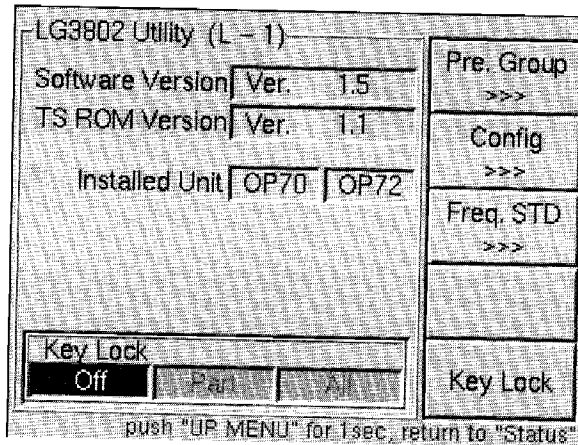 LG3802 Utility (L – 1)
Software Version Ver. 1.5
TS ROM Version Ver. 1.1
Installed Unit OP70 OP72
Key Lock
Off Part All
Pre. Group
>>>
Config
>>>
Freq. STD
>>>
Key Lock
push "UP MENU" for 1sec, return to "Status"